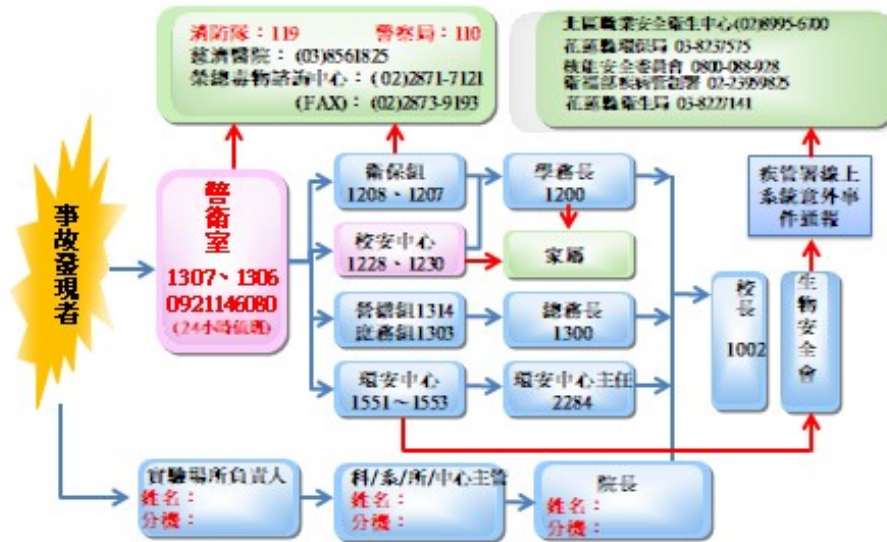 消防隊：119 警察局：110
慈濟醫院：(03)8561825
榮總毒物諮詢中心：(02)2871-7121
(FAX)：(02)2873-9193
北區職業安全衛生中心(02)8995-6700
花蓮縣環保局 03-8237575
核能安全委員會 0800-088-928
衛福部疾病管制署 02-23959825
花蓮縣衛生局 03-8227141
事故發現者
警衛室
1307、1306
0921146080
(24小時值班)
衛保組
1208、1207
學務長
1200
疾管署線上
系統意外事
件通報
校安中心
1228、1230
家屬
營繕組1314
庶務組1303
總務長
1300
校長
1002
生物安全會
環安中心
1551～1553
環安中心主任
2284
實驗場所負責人
姓名：
分機：
科/系/所/中心主管
姓名：
分機：
院長
姓名：
分機：